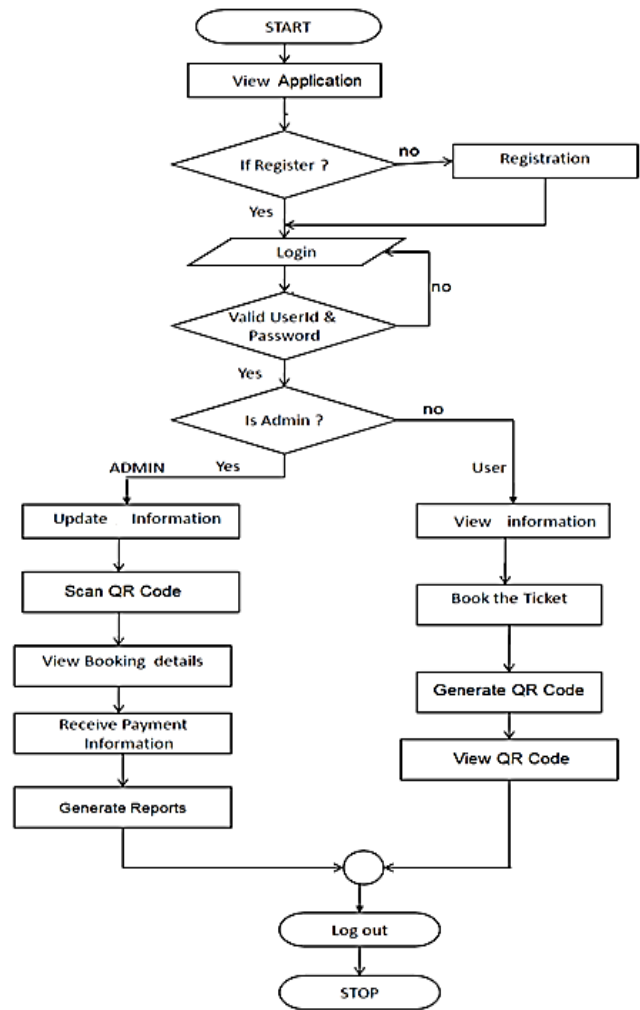 START
View Application
If Register ?
no
Registration
Yes
Login
no
Valid UserId &
Password
Yes
Is Admin ?
no
ADMIN
Yes
User
Update Information
View information
Scan QR Code
Book the Ticket
View Booking details
Generate QR Code
Receive Payment
Information
View QR Code
Generate Reports
Log out
STOP